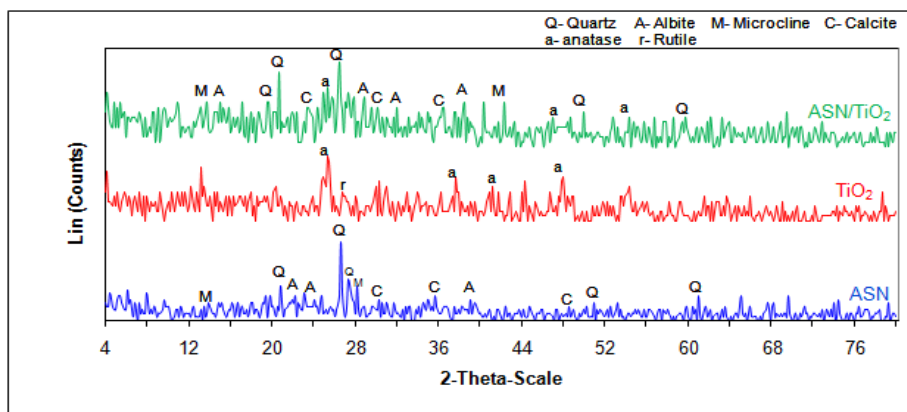 Q- Quartz A- Albite M- Microcline C- Calcite
a- anatase r- Rutile
Q Q
M A Q C a A C A C A M a Q a Q
ASN/TiO2
a
r a a a
TiO2
Q
Q Q M
M A A C C A C Q Q
ASN
Lin (Counts)
4 12 20 28 36 44 52 60 68 76
2-Theta-Scale